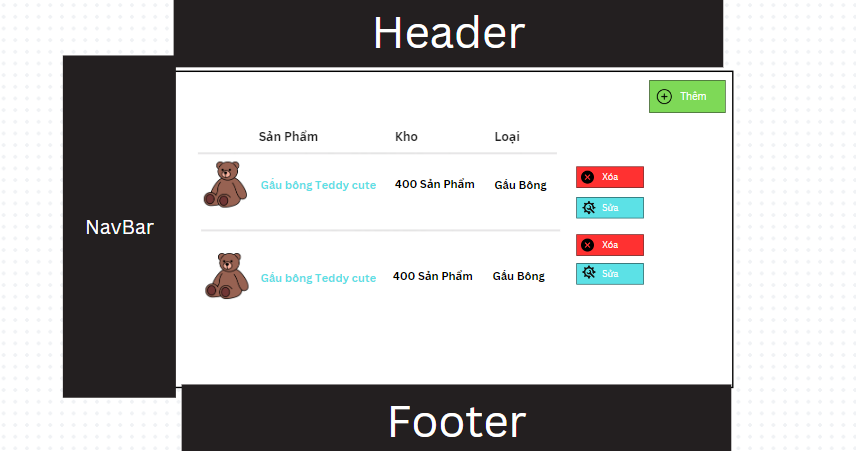 Header
NavBar
Thêm
Sản Phẩm Kho Loại
Gấu bông Teddy cute 400 Sản Phẩm Gấu Bông
Xóa
Sửa
Gấu bông Teddy cute 400 Sản Phẩm Gấu Bông
Xóa
Sửa
Footer